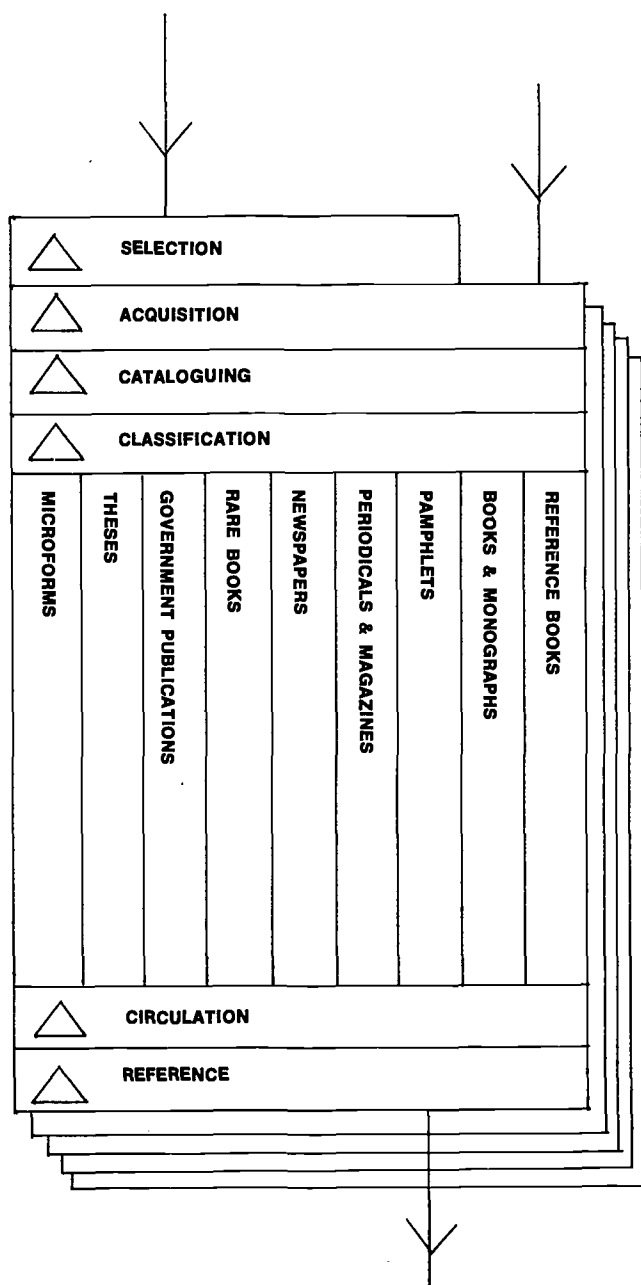 SELECTION
ACQUISITION
CATALOGUING
CLASSIFICATION
MICROFORMS
THESES
GOVERNMENT PUBLICATIONS
RARE BOOKS
NEWSPAPERS
PERIODICALS & MAGAZINES
PAMPHLETS
BOOKS & MONOGRAPHS
REFERENCE BOOKS
CIRCULATION
REFERENCE